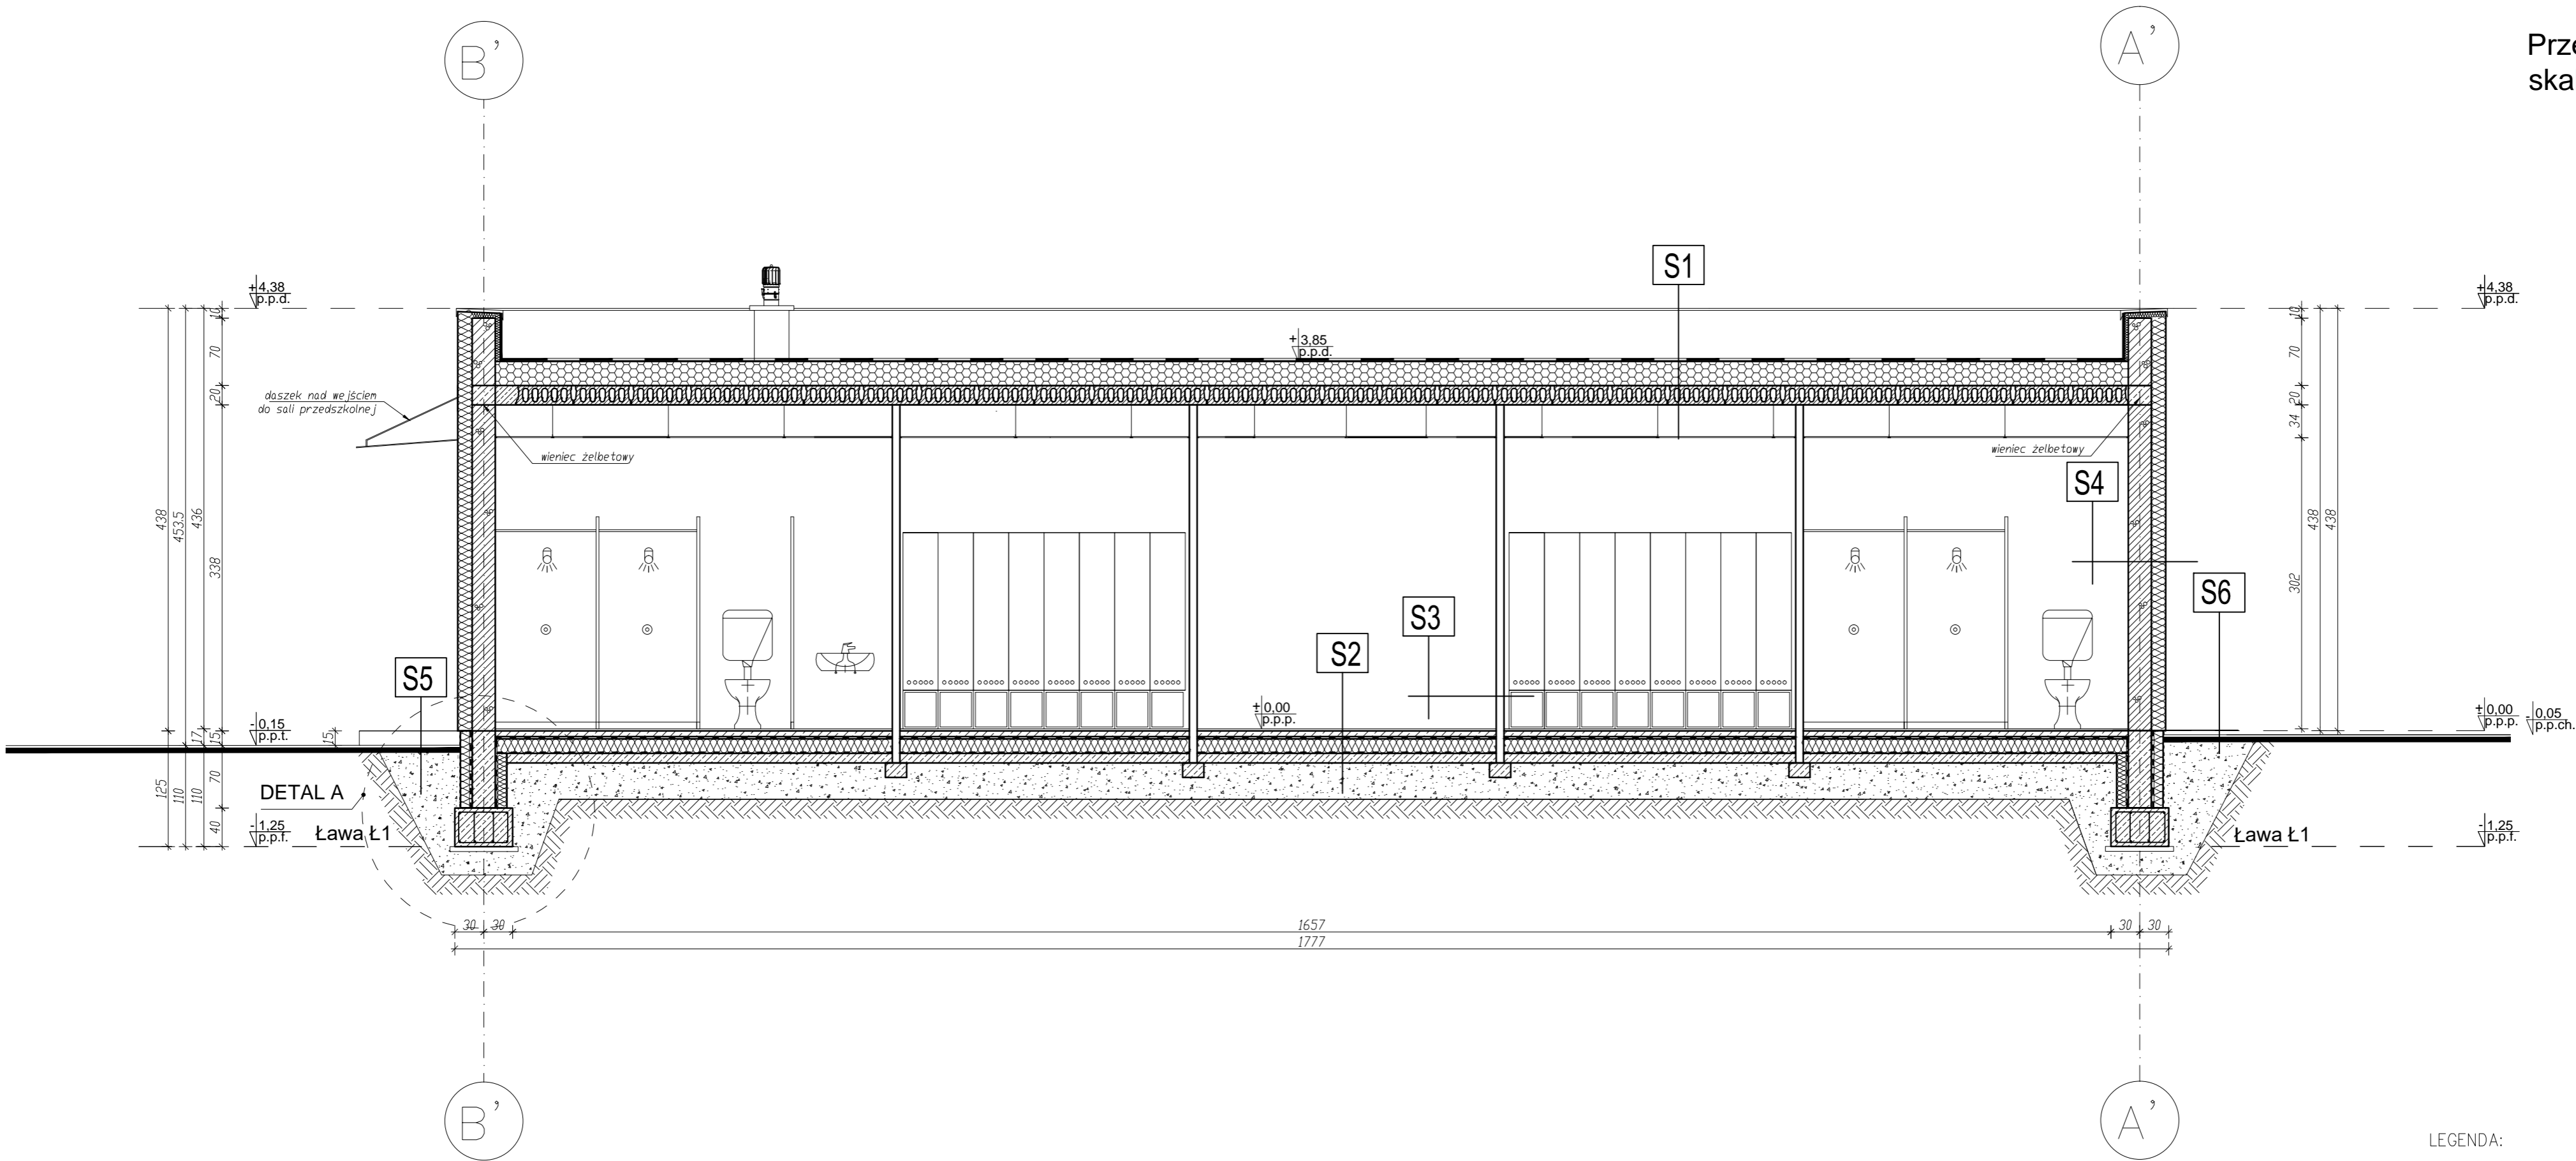 B’
A’
Prze
ska
S1
+4,38
p.p.d.
+4,38
p.p.d.
10
10
+3,85
p.p.d.
70
70
daszek nad wejściem
do sali przedszkolnej
20
20
34
wieniec żelbetowy
wieniec żelbetowy
S4
438
453.5
436
338
302
438
438
S6
S3
S2
S5
±0,00
p.p.p.
±0,00
p.p.p.
-0,05
p.p.ch.
-0,15
p.p.t.
17
15
15
125
110
110
70
DETAL A
40
-1,25
p.p.f.
Ława Ł1
Ława Ł1
-1,25
p.p.f.
30
30
1657
30
30
1777
B’
A’
LEGENDA: